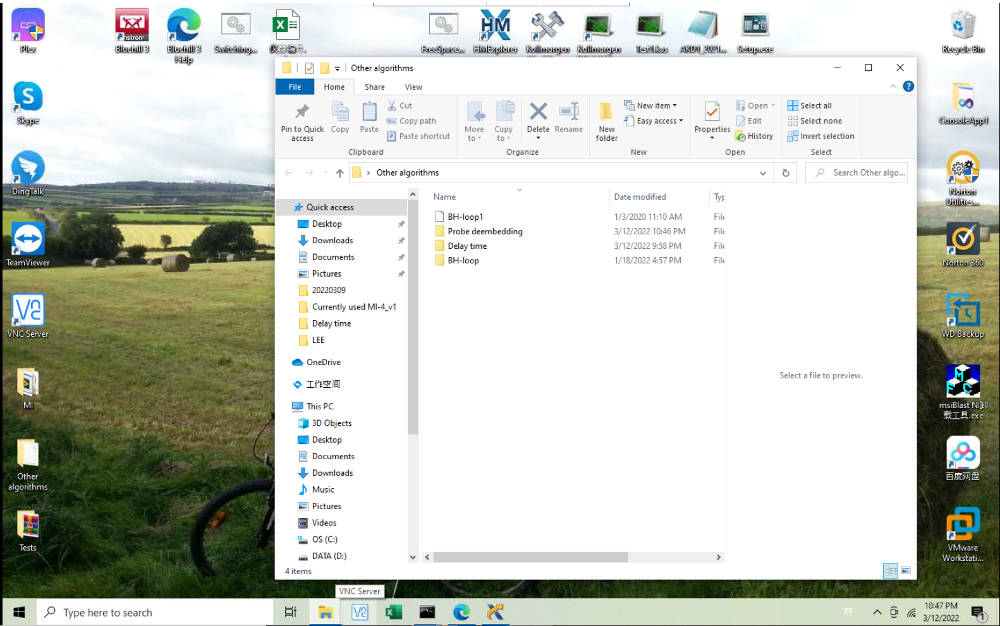 Plex
Bluehill 3
Bluehill 3
Help
Switching...
仪器编号.
FreeSpace...
HMExplorer
Kollmorgen
Kollmorgen
Test1.kas
AKD1_2021...
Setup.exe
Recycle Bin
Skype
DingTalk
TeamViewer
VNC Server
MI
Other
algorithms
Tests
Other algorithms
File
Home
Share
View
Pin to Quick
access
Copy
Paste
Cut
Copy path
Paste shortcut
Clipboard
Move
to
Copy
to
Delete
Rename
Organize
New
folder
New item
Easy access
New
Properties
Open
Edit
History
Open
Select all
Select none
Invert selection
Select
Other algorithms
Search Other algo...
Quick access
Desktop
Downloads
Documents
Pictures
20220309
Currently used MI-4_v1
Delay time
LEE
OneDrive
工作空间
This PC
3D Objects
Desktop
Documents
Downloads
Music
Pictures
Videos
OS (C:)
DATA (D:)
Name Date modified Typ
BH-loop1 1/3/2020 11:10 AM File
Probe deembedding 3/12/2022 10:46 PM File
Delay time 3/12/2022 9:58 PM File
BH-loop 1/18/2022 4:57 PM File
Select a file to preview.
4 items
ConsoleApp1
Norton
Utilities...
Norton 360
WD Backup
msiBlast NI卸
载工具.exe
百度网盘
VMware
Workstati...
VNC Server
Type here to search
EN
10:47 PM
3/12/2022
1